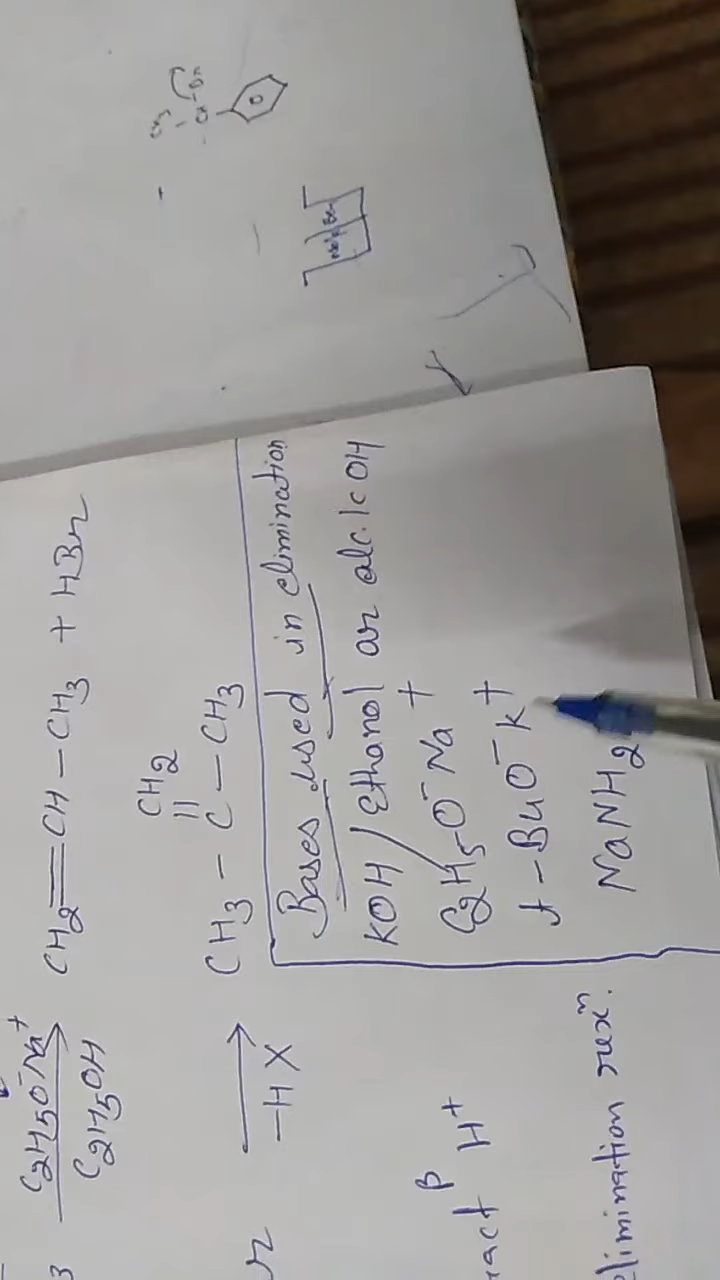 C2H5O⁻Na⁺
C2H5OH
CH2=CH–CH3 + HBr
CH2
||
–HX
CH3–C–CH3
Bases used in elimination
KOH/Ethanol or alc. KOH
C2H5O⁻Na⁺
t-BuO⁻K⁺
NaNH2
β
H⁺
elimination rexⁿ.
CH3